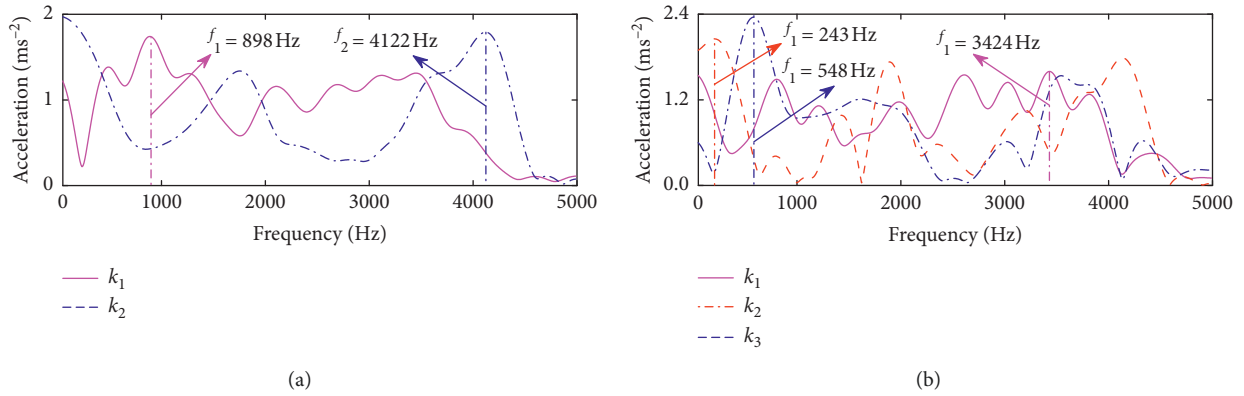 Acceleration (ms⁻²)
2
1
0
f₁ = 898 Hz
f₂ = 4122 Hz
0 1000 2000 3000 4000 5000
Frequency (Hz)
k₁
k₂
(a)
Acceleration (ms⁻²)
2.4
1.2
0.0
f₁ = 243 Hz
f₁ = 548 Hz
f₁ = 3424 Hz
0 1000 2000 3000 4000 5000
Frequency (Hz)
k₁
k₂
k₃
(b)